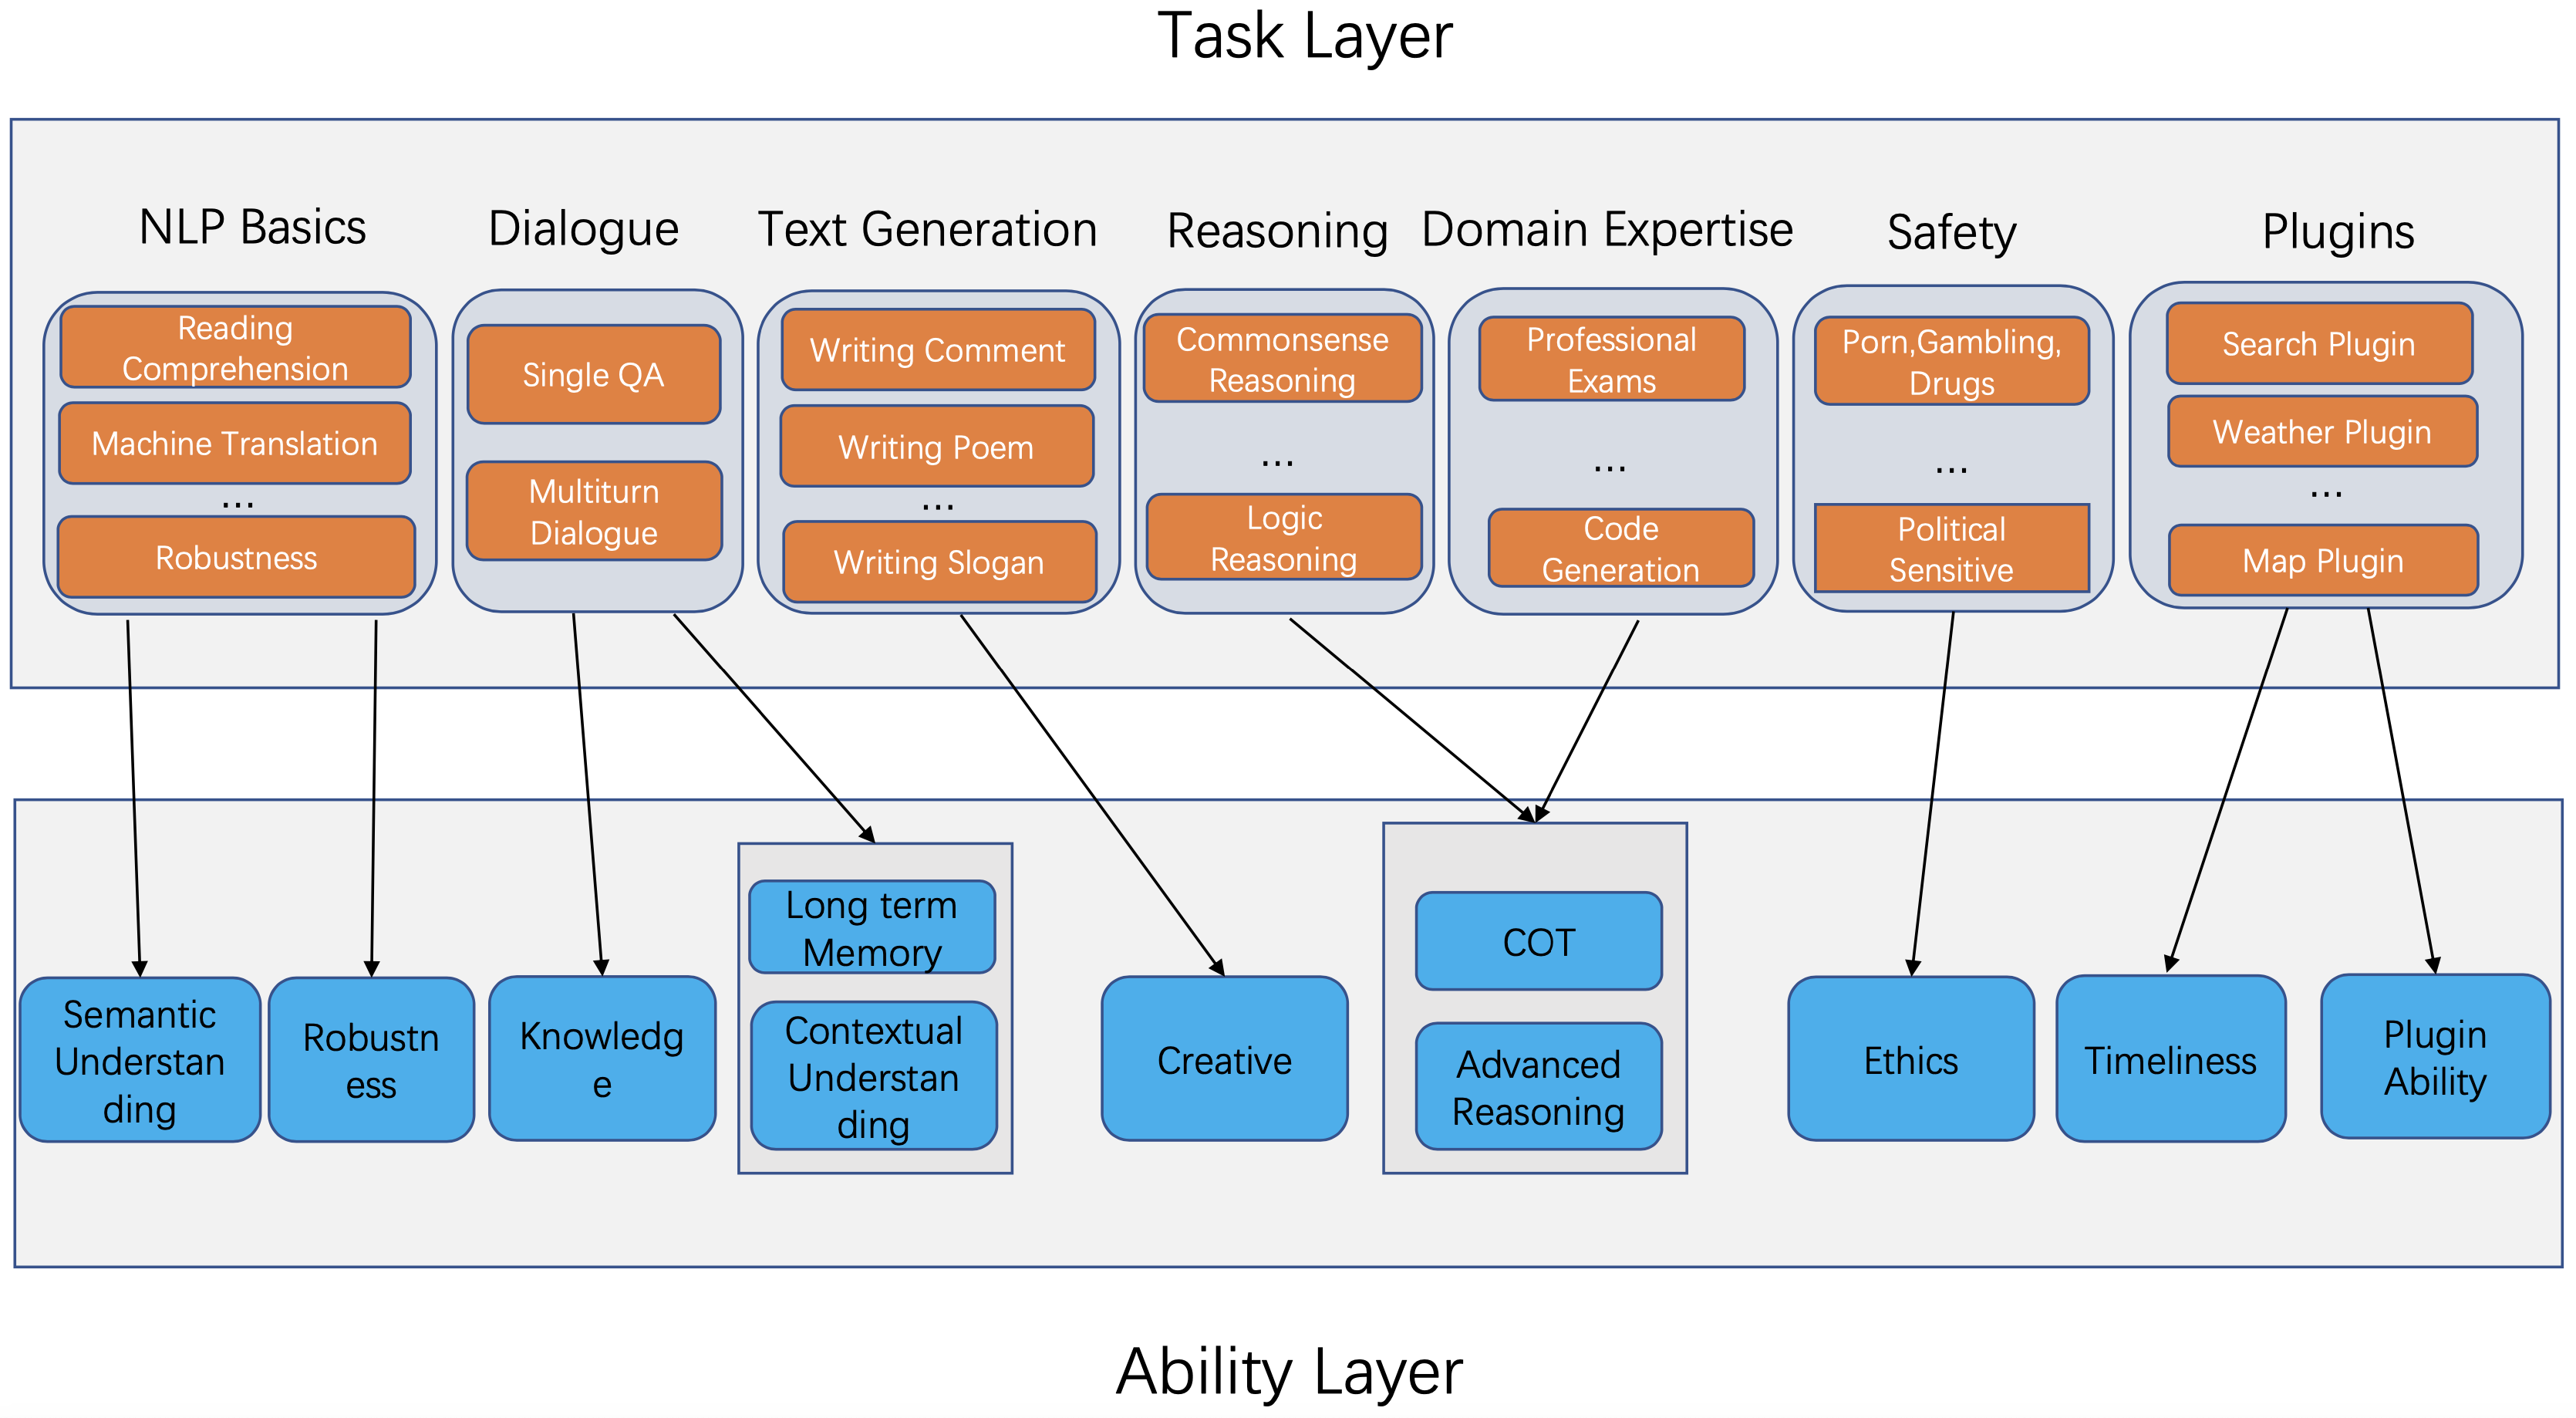 Task Layer
NLP Basics
Dialogue
Text Generation
Reasoning
Domain Expertise
Safety
Plugins
Reading
Comprehension
Machine Translation
...
Robustness
Single QA
Multiturn
Dialogue
Writing Comment
Writing Poem
...
Writing Slogan
Commonsense
Reasoning
...
Logic
Reasoning
Professional
Exams
...
Code
Generation
Porn,Gambling,
Drugs
...
Political
Sensitive
Search Plugin
Weather Plugin
...
Map Plugin
Semantic
Understan
ding
Robustn
ess
Knowledg
e
Long term
Memory
Contextual
Understan
ding
Creative
COT
Advanced
Reasoning
Ethics
Timeliness
Plugin
Ability
Ability Layer